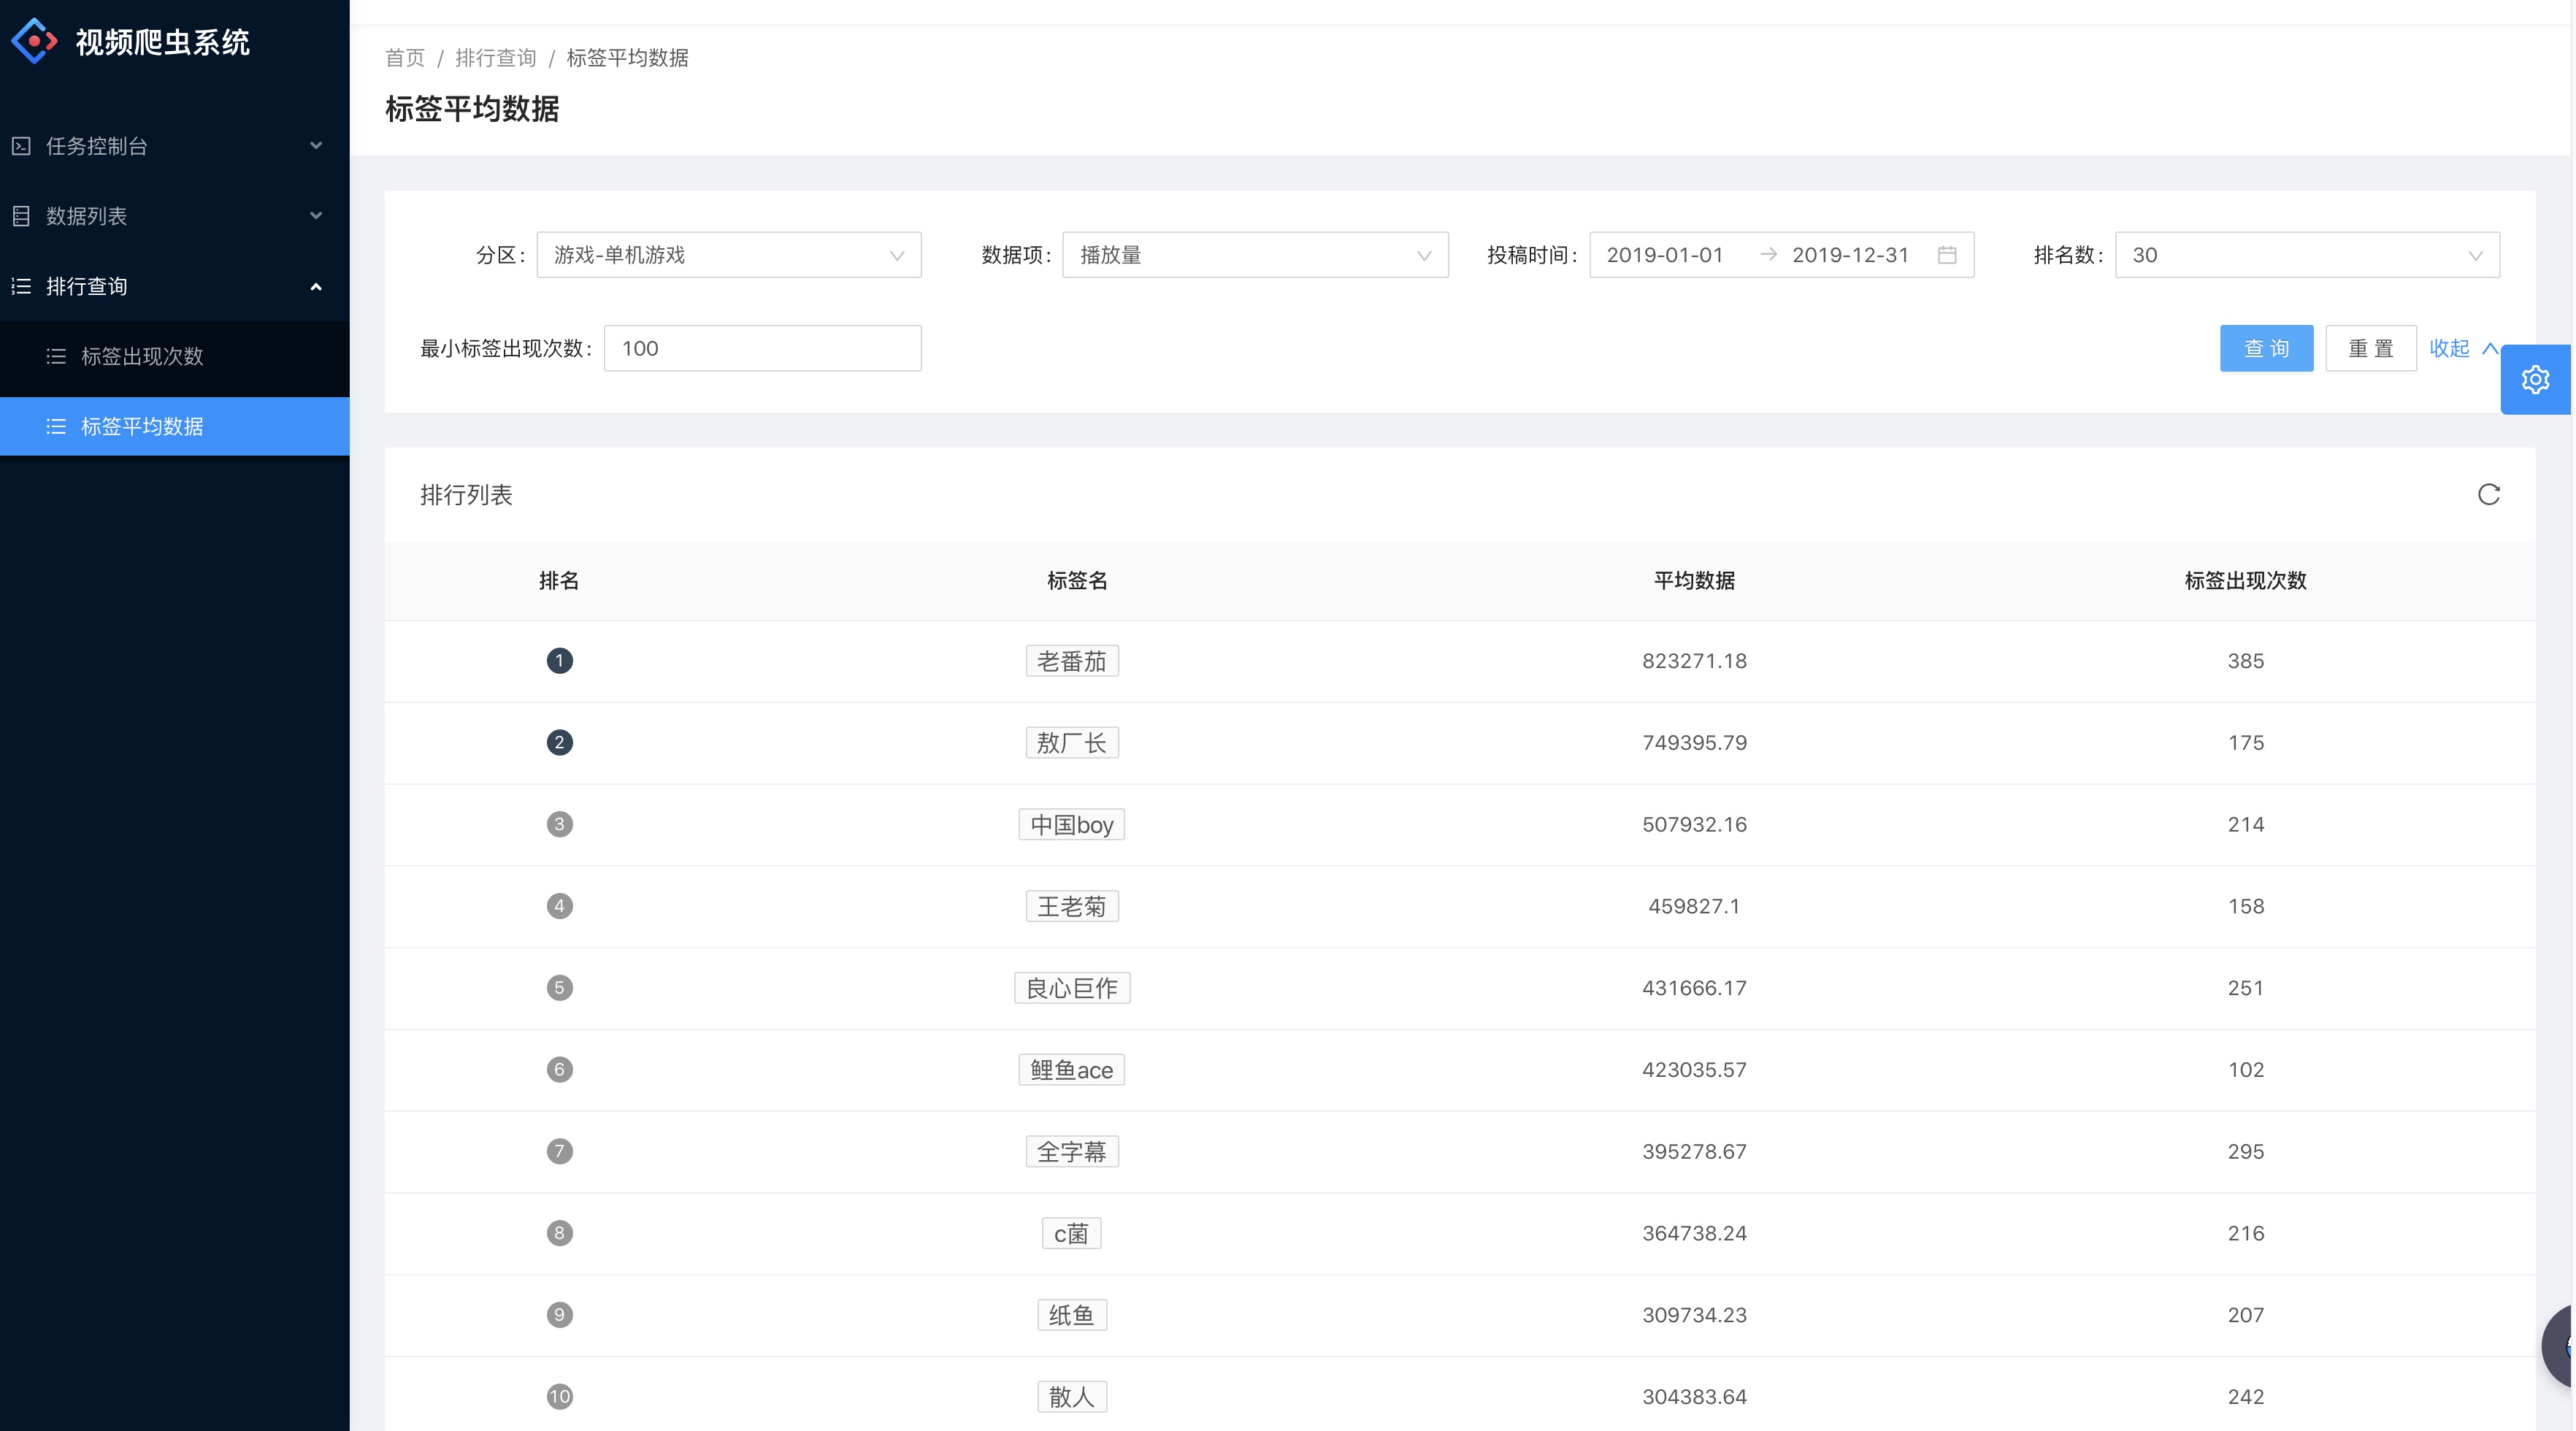 视频爬虫系统
任务控制台
数据列表
排行查询
标签出现次数
标签平均数据
首页 / 排行查询 / 标签平均数据
标签平均数据
分区: 游戏-单机游戏 数据项: 播放量 投稿时间: 2019-01-01 → 2019-12-31 排名数: 30
最小标签出现次数: 100 查 询 重 置 收起
排行列表
排名 标签名 平均数据 标签出现次数
1 老番茄 823271.18 385
2 敖厂长 749395.79 175
3 中国boy 507932.16 214
4 王老菊 459827.1 158
5 良心巨作 431666.17 251
6 鲤鱼ace 423035.57 102
7 全字幕 395278.67 295
8 c菌 364738.24 216
9 纸鱼 309734.23 207
10 散人 304383.64 242